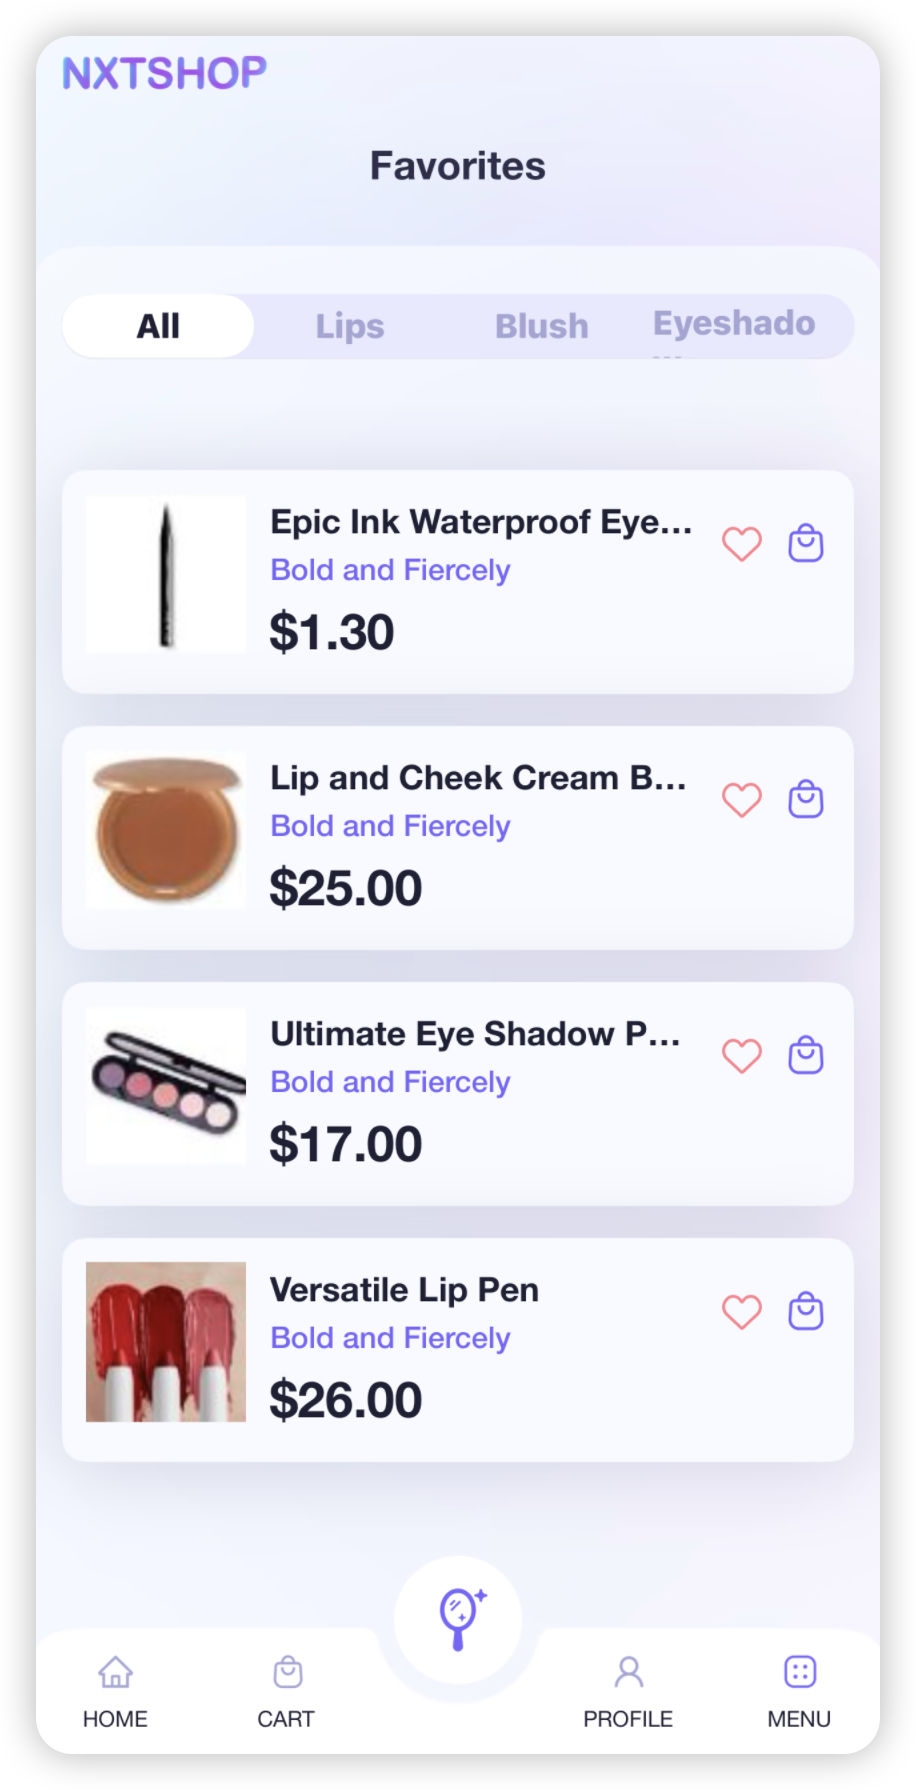 NXTSHOP
Favorites
All
Lips
Blush
Eyeshado
...
Epic Ink Waterproof Eye...
Bold and Fiercely
$1.30
Lip and Cheek Cream B...
Bold and Fiercely
$25.00
Ultimate Eye Shadow P...
Bold and Fiercely
$17.00
Versatile Lip Pen
Bold and Fiercely
$26.00
HOME
CART
PROFILE
MENU